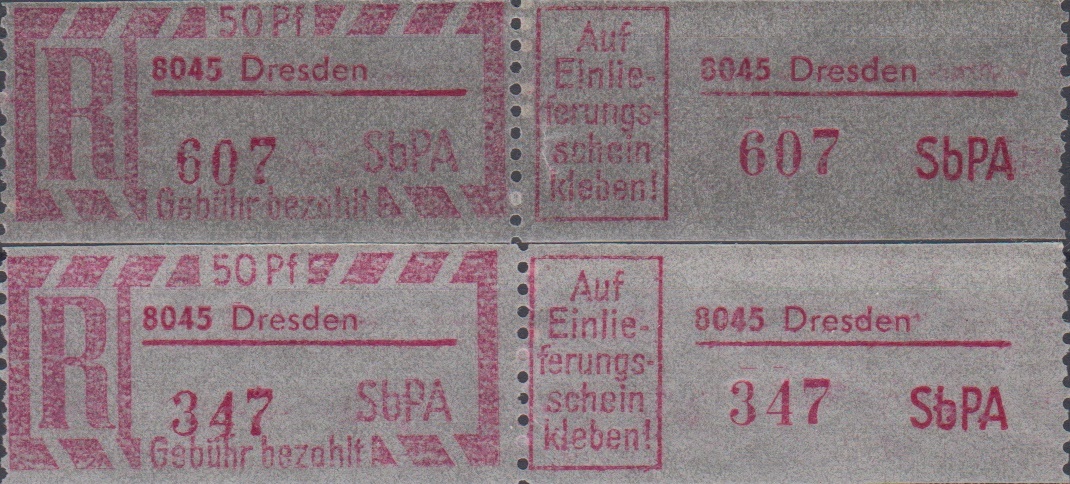 50 Pf
R
8045 Dresden
607 SbPA
Gebühr bezahlt
Auf
Einlie-
ferungs-
schein
kleben!
8045 Dresden
607 SbPA
50 Pf
R
8045 Dresden
347 SbPA
Gebühr bezahlt
Auf
Einlie-
ferungs-
schein
kleben!
8045 Dresden
347 SbPA